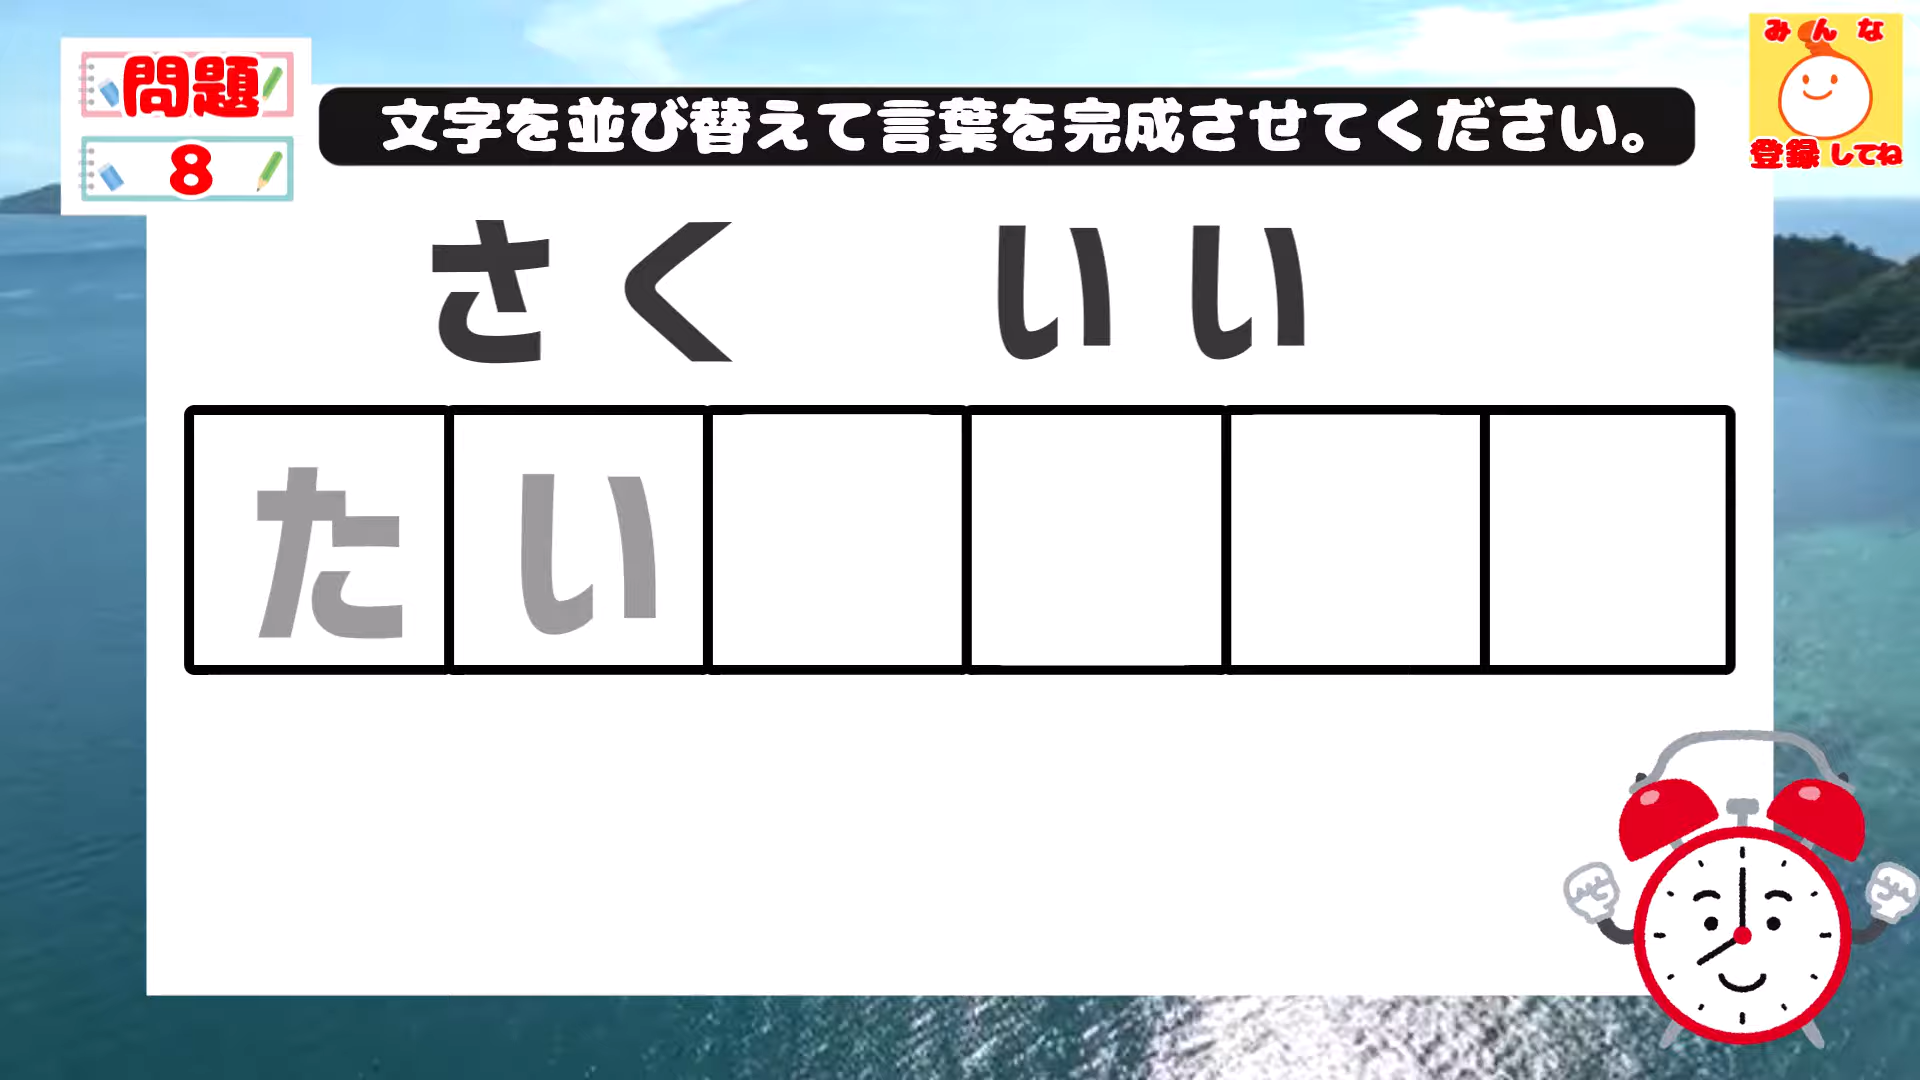 問題
8
文字を並び替えて言葉を完成させてください。
みんな
登録してね
さく　いい
たい